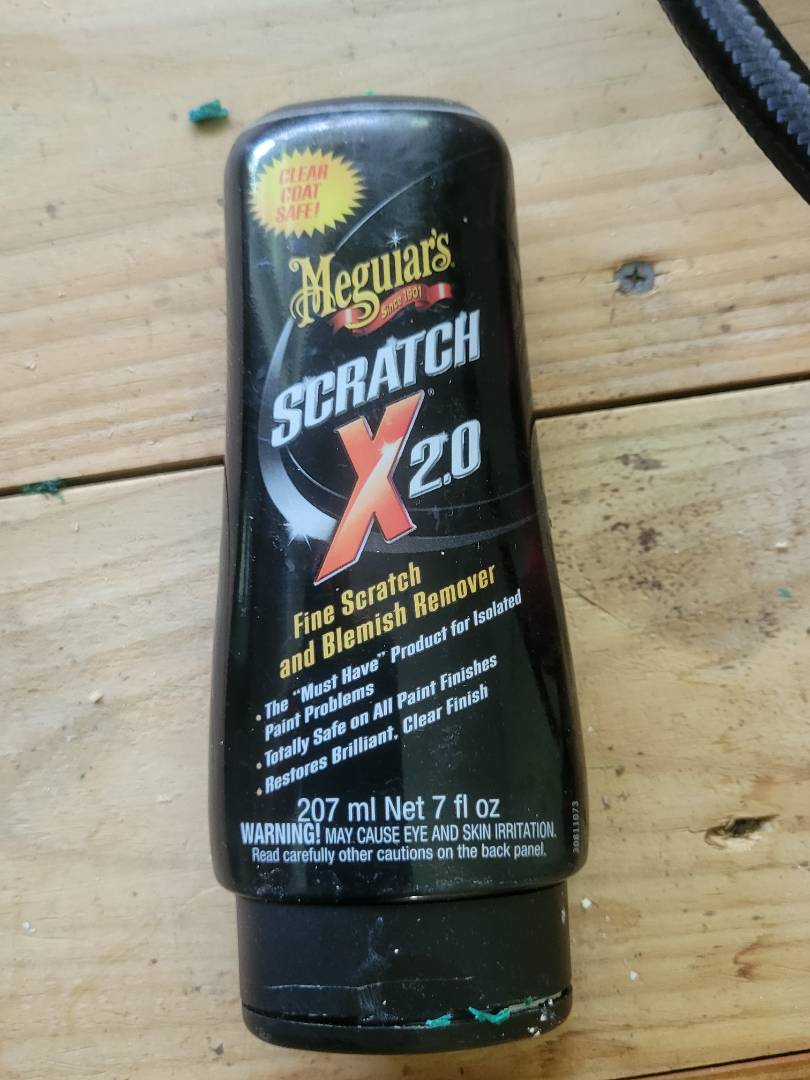 CLEAR
COAT
SAFE!
Meguiar's
Since 1901
SCRATCH
X® 2.0
Fine Scratch
and Blemish Remover
• The "Must Have" Product for Isolated
Paint Problems
• Totally Safe on All Paint Finishes
• Restores Brilliant, Clear Finish
207 ml Net 7 fl oz
WARNING! MAY CAUSE EYE AND SKIN IRRITATION.
Read carefully other cautions on the back panel.